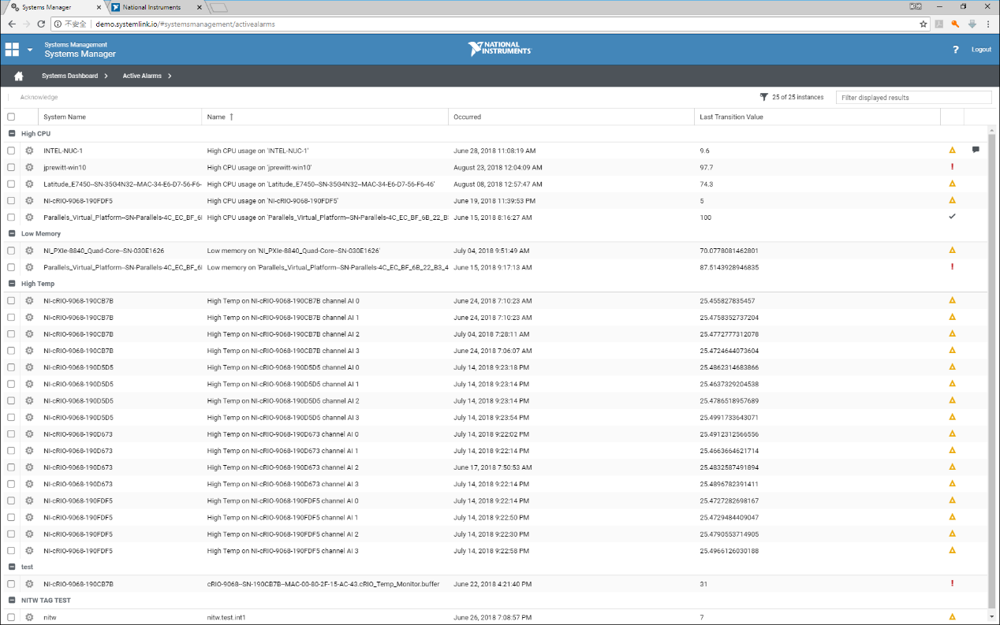 Systems Manager
National Instruments
不安全 demo.systemlink.io/#systemsmanagement/activealarms
Systems Management
Systems Manager
NATIONAL INSTRUMENTS
? Logout
Systems Dashboard Active Alarms
Acknowledge 25 of 25 instances Filter displayed results
System Name Name Occurred Last Transition Value
High CPU
INTEL-NUC-1 High CPU usage on 'INTEL-NUC-1' June 28, 2018 11:08:19 AM 9.6
jprewitt-win10 High CPU usage on 'jprewitt-win10' August 23, 2018 12:04:09 AM 97.7
Latitude_E7450--SN-35G4N32--MAC-34-E6-D7-56-F6- High CPU usage on 'Latitude_E7450--SN-35G4N32--MAC-34-E6-D7-56-F6-46' August 08, 2018 12:57:47 AM 74.3
NI-cRIO-9068-190FDF5 High CPU usage on 'NI-cRIO-9068-190FDF5' June 19, 2018 11:39:53 PM 5
Parallels_Virtual_Platform--SN-Parallels-4C_EC_BF_6 High CPU usage on 'Parallels_Virtual_Platform--SN-Parallels-4C_EC_BF_6B_22_B3 June 15, 2018 8:16:27 AM 100
Low Memory
NI_PXIe-8840_Quad-Core--SN-030E1626 Low memory on 'NI_PXIe-8840_Quad-Core--SN-030E1626' July 04, 2018 9:51:49 AM 70.0778081462801
Parallels_Virtual_Platform--SN-Parallels-4C_EC_BF_6 Low memory on 'Parallels_Virtual_Platform--SN-Parallels-4C_EC_BF_6B_22_B3_4 June 15, 2018 9:17:13 AM 87.5143928946835
High Temp
NI-cRIO-9068-190CB7B High Temp on NI-cRIO-9068-190CB7B channel AI 0 June 24, 2018 7:10:23 AM 25.455827835457
NI-cRIO-9068-190CB7B High Temp on NI-cRIO-9068-190CB7B channel AI 1 June 24, 2018 7:10:23 AM 25.4758352737204
NI-cRIO-9068-190CB7B High Temp on NI-cRIO-9068-190CB7B channel AI 2 July 04, 2018 7:28:11 AM 25.4772777312078
NI-cRIO-9068-190CB7B High Temp on NI-cRIO-9068-190CB7B channel AI 3 June 24, 2018 7:06:07 AM 25.4724644073604
NI-cRIO-9068-190D5D5 High Temp on NI-cRIO-9068-190D5D5 channel AI 0 July 14, 2018 9:23:18 PM 25.4862314683866
NI-cRIO-9068-190D5D5 High Temp on NI-cRIO-9068-190D5D5 channel AI 1 July 14, 2018 9:23:14 PM 25.4637329204538
NI-cRIO-9068-190D5D5 High Temp on NI-cRIO-9068-190D5D5 channel AI 2 July 14, 2018 9:23:14 PM 25.4786518957689
NI-cRIO-9068-190D5D5 High Temp on NI-cRIO-9068-190D5D5 channel AI 3 July 14, 2018 9:23:54 PM 25.4991733643071
NI-cRIO-9068-190D673 High Temp on NI-cRIO-9068-190D673 channel AI 0 July 14, 2018 9:22:02 PM 25.4912312566556
NI-cRIO-9068-190D673 High Temp on NI-cRIO-9068-190D673 channel AI 1 July 14, 2018 9:22:14 PM 25.4663664621714
NI-cRIO-9068-190D673 High Temp on NI-cRIO-9068-190D673 channel AI 2 June 17, 2018 7:50:53 AM 25.4832587491894
NI-cRIO-9068-190D673 High Temp on NI-cRIO-9068-190D673 channel AI 3 July 14, 2018 9:22:14 PM 25.4896782391411
NI-cRIO-9068-190FDF5 High Temp on NI-cRIO-9068-190FDF5 channel AI 0 July 14, 2018 9:22:14 PM 25.4727282698167
NI-cRIO-9068-190FDF5 High Temp on NI-cRIO-9068-190FDF5 channel AI 1 July 14, 2018 9:22:50 PM 25.4729484409047
NI-cRIO-9068-190FDF5 High Temp on NI-cRIO-9068-190FDF5 channel AI 2 July 14, 2018 9:22:30 PM 25.4790553714905
NI-cRIO-9068-190FDF5 High Temp on NI-cRIO-9068-190FDF5 channel AI 3 July 14, 2018 9:22:58 PM 25.4966126030188
test
NI-cRIO-9068-190CB7B cRIO-9068--SN-190CB7B--MAC-00-80-2F-15-AC-43.cRIO_Temp_Monitor.buffer June 22, 2018 4:21:40 PM 31
NITW TAG TEST
nitw nitw.test.int1 June 26, 2018 7:08:57 PM 7